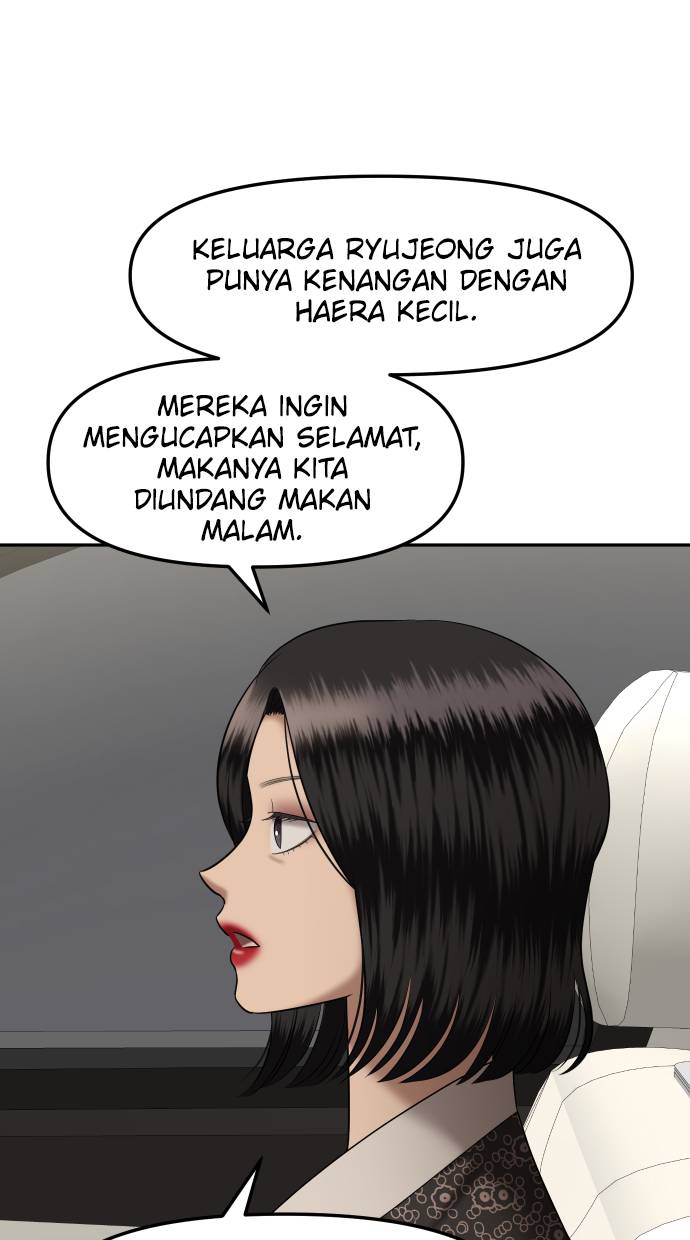 KELUARGA RYUJEONG JUGA
PUNYA KENANGAN DENGAN
HAERA KECIL.
MEREKA INGIN
MENGUCAPKAN SELAMAT,
MAKANYA KITA
DIUNDANG MAKAN
MALAM.